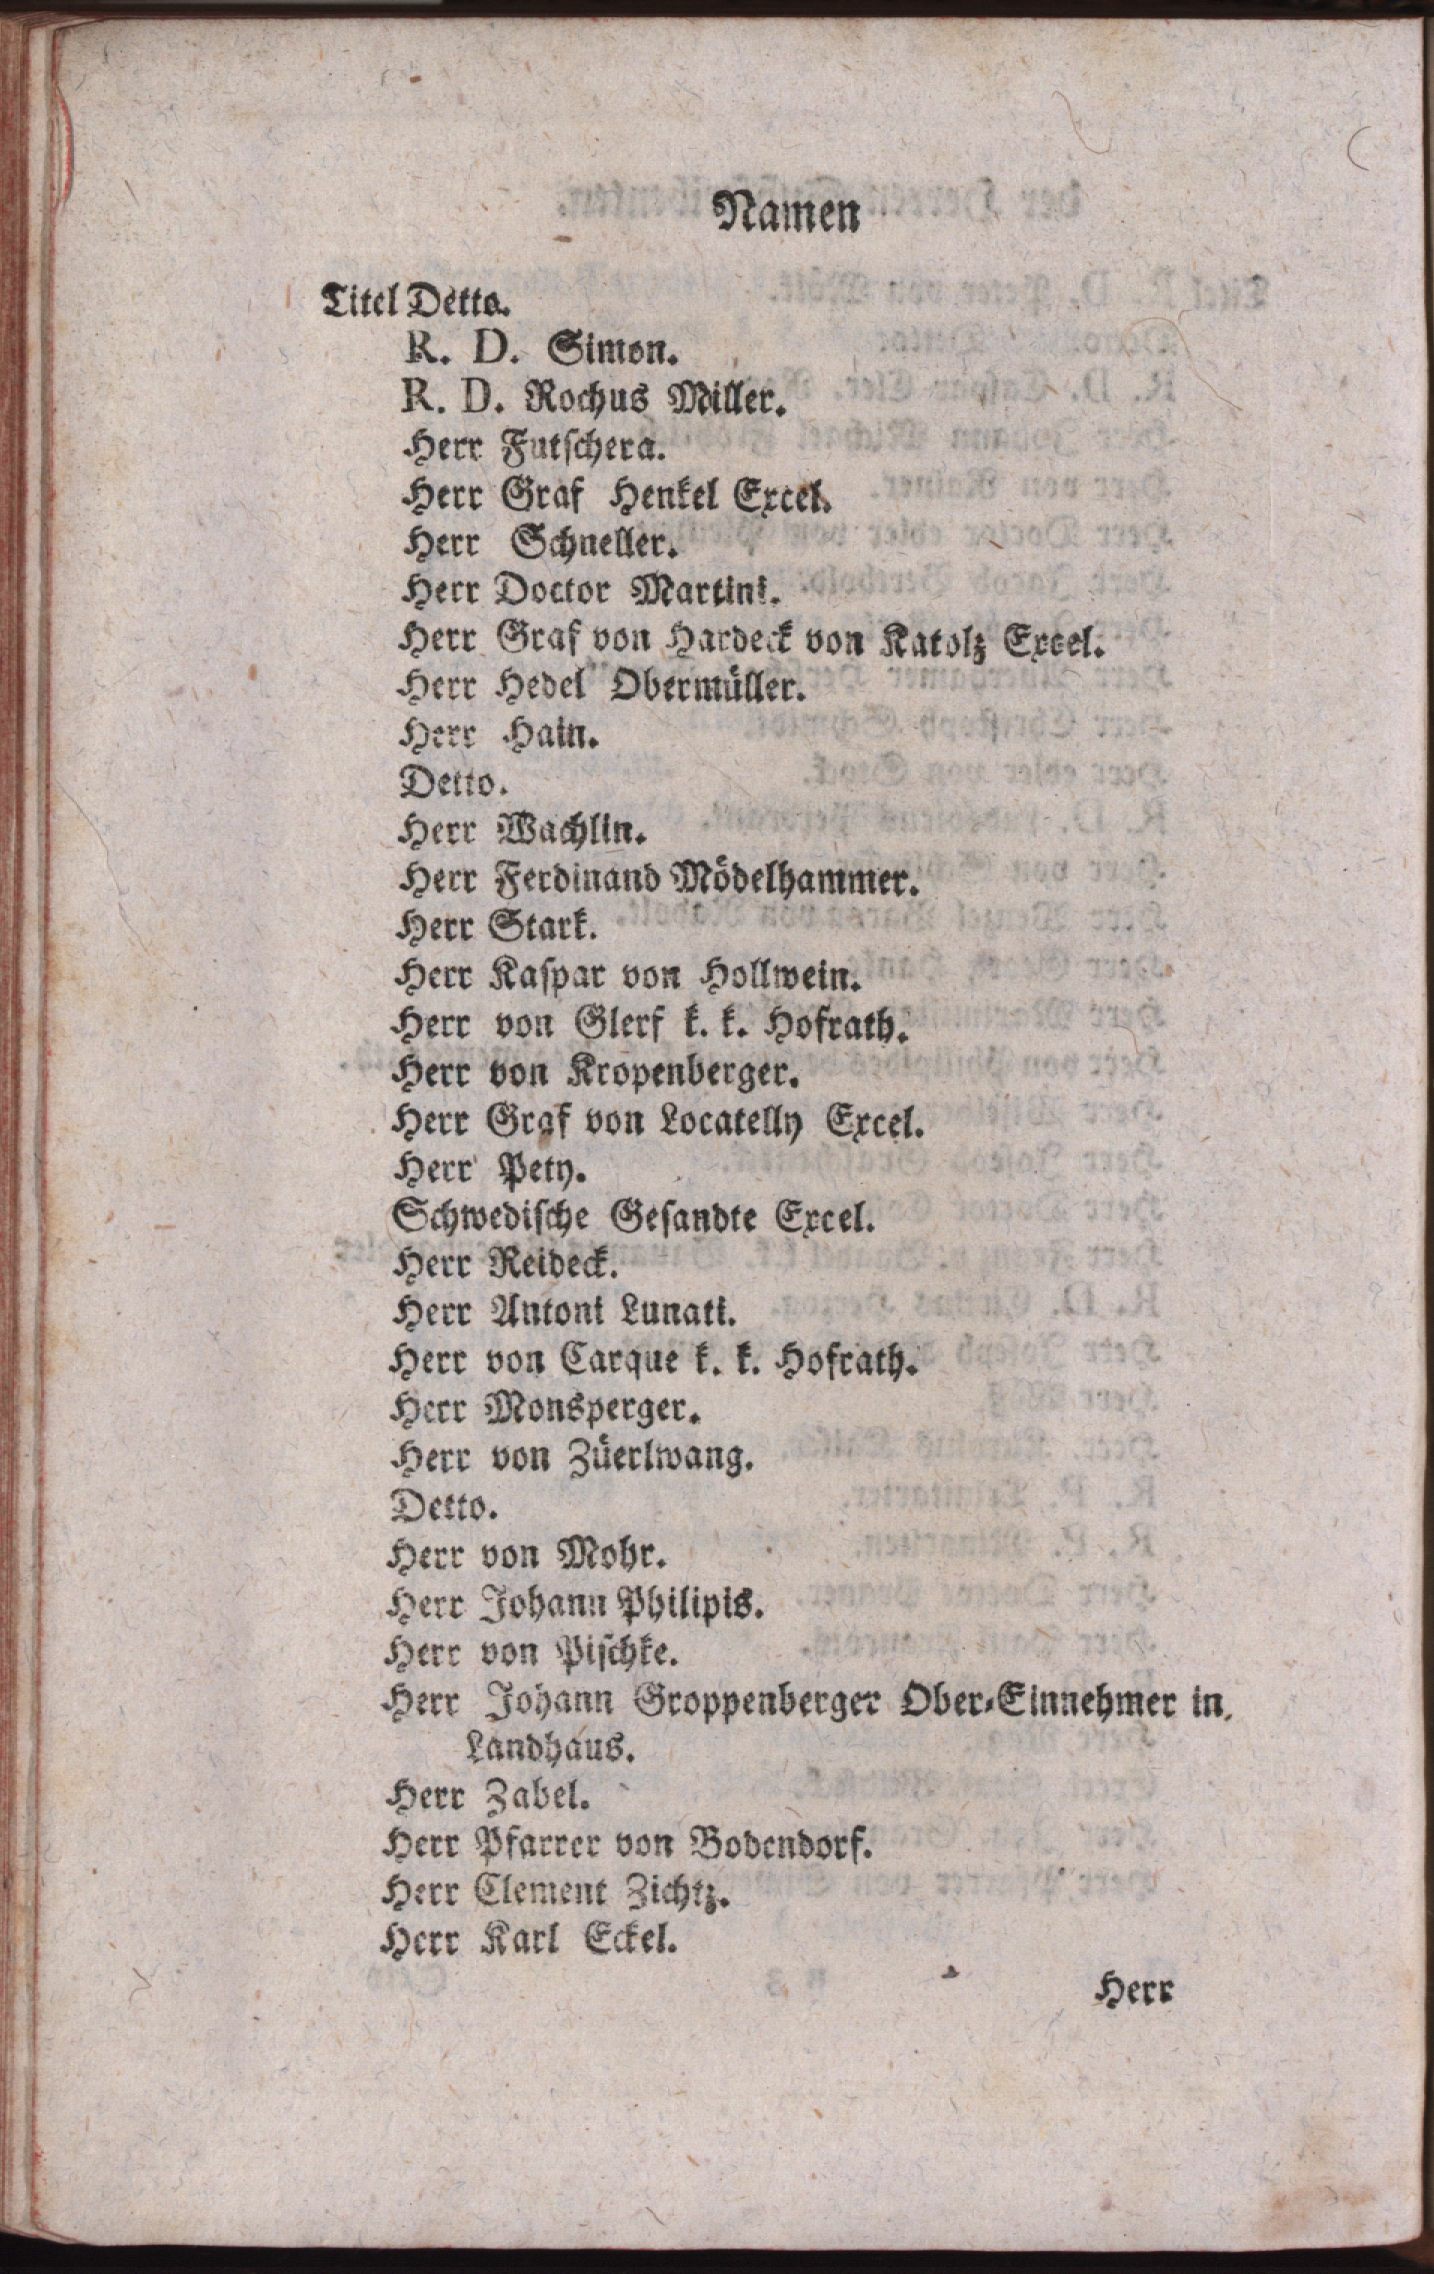 Namen
Titel Detto.
R. D. Simon.
R. D. Rochus Miller.
Herr Futſchera.
Herr Graf Henkel Excel.
Herr Schneller.
Herr Doctor Martini.
Herr Graf von Hardeck von Katolz Excel.
Herr Hedel Obermüller.
Herr Hain.
Detto.
Herr Wachlin.
Herr Ferdinand Mödelhammer.
Herr Stark.
Herr Kaſpar von Hollwein.
Herr von Glerf k. k. Hofrath.
Herr von Kropenberger.
Herr Graf von Locatelly Excel.
Herr Pety.
Schwediſche Geſandte Excel.
Herr Reideck.
Herr Antoni Lunati.
Herr von Carque k. k. Hofrath.
Herr Monsperger.
Herr von Züerlwang.
Detto.
Herr von Mohr.
Herr Johann Philipis.
Herr von Piſchke.
Herr Johann Groppenberger Ober-Einnehmer in
Landhaus.
Herr Zabel.
Herr Pfarrer von Bodendorf.
Herr Clement Zichtz.
Herr Karl Eckel.
Herr